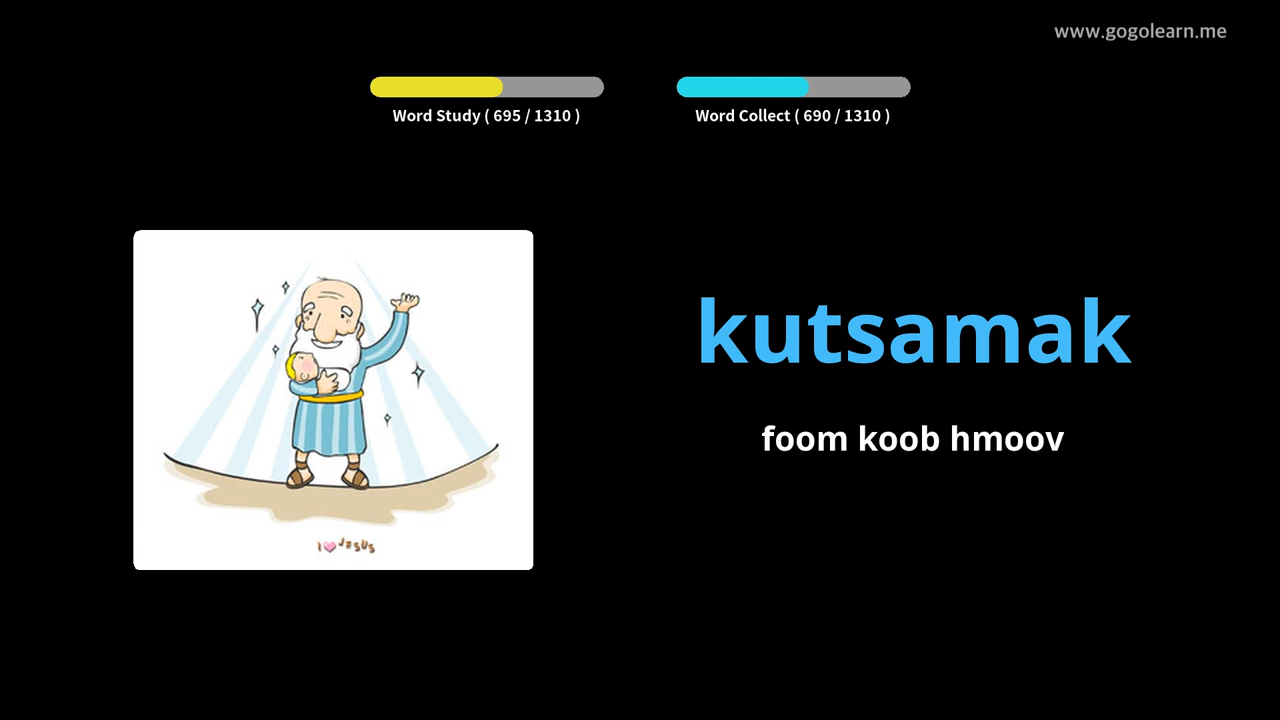 www.gogolearn.me
Word Study ( 695 / 1310 )
Word Collect ( 690 / 1310 )
kutsamak
foom koob hmoov
I JESUS